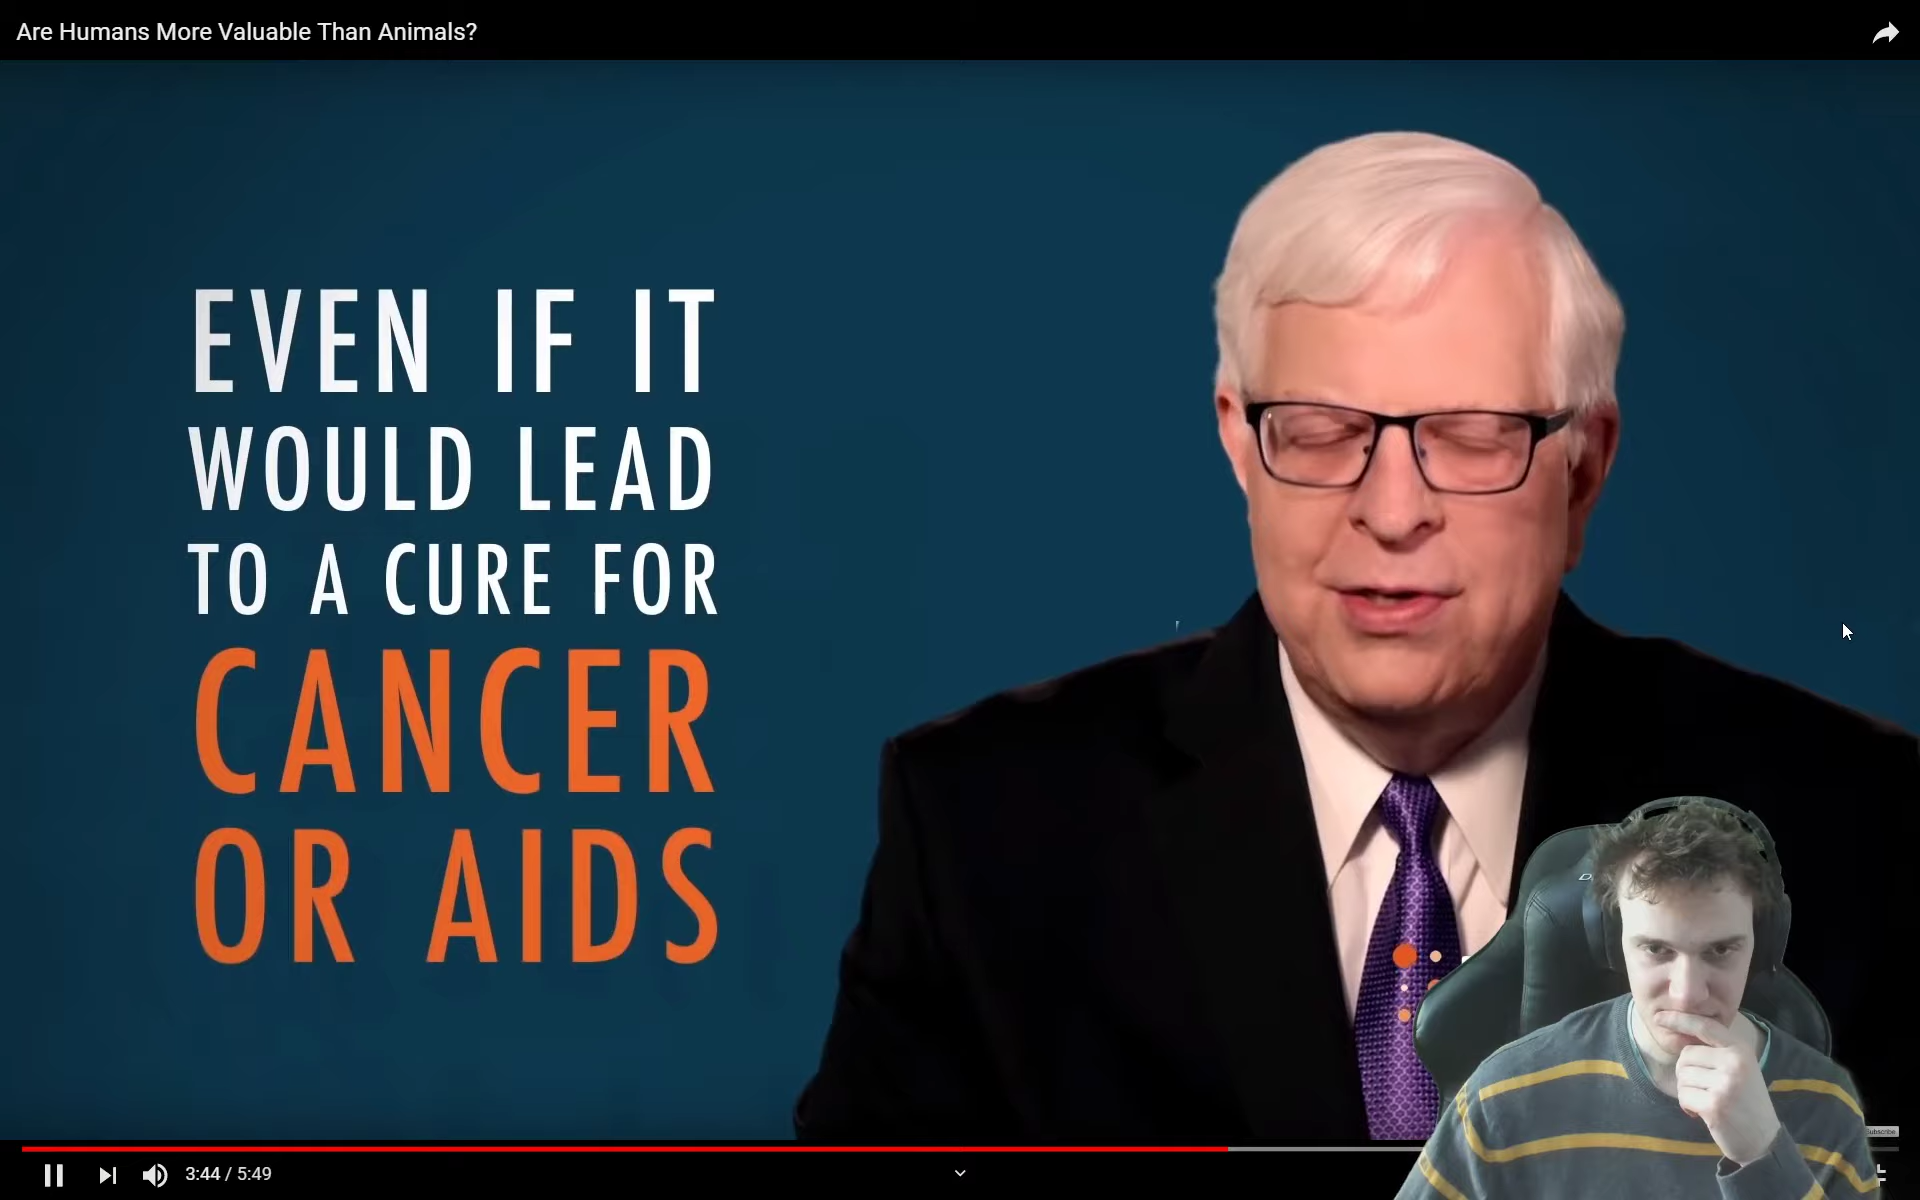 Are Humans More Valuable Than Animals?
EVEN IF IT
WOULD LEAD
TO A CURE FOR
CANCER
OR AIDS
Subscribe
3:44 / 5:49